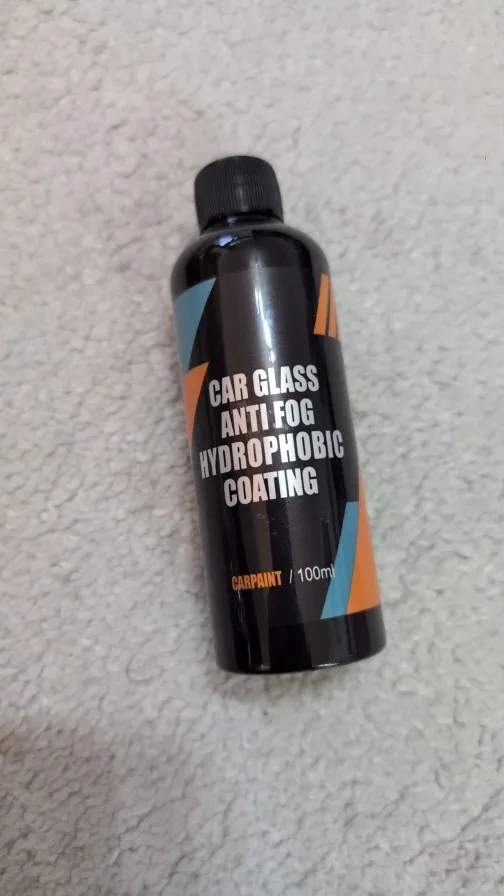 CAR GLASS
ANTI FOG
HYDROPHOBIC
COATING
CARPAINT / 100ml